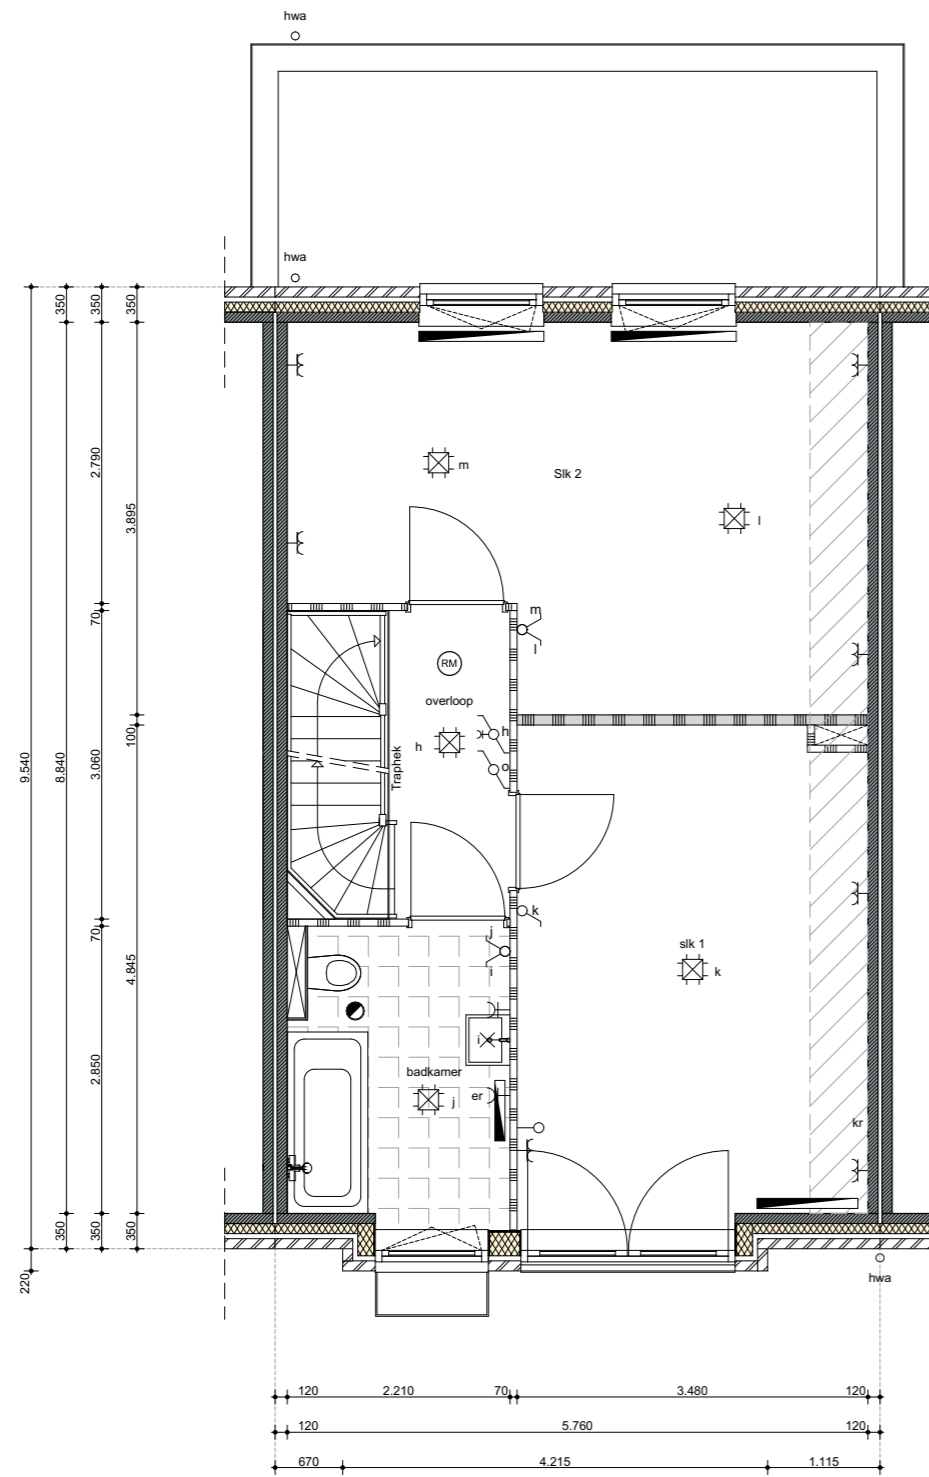 hwa
hwa
350
350
350
2.790
3.895
70
100
9.540
8.840
3.060
70
4.845
2.850
350
350
350
220
m
Slk 2
l
m
l
RM
overloop
h
h
o
Traphek
k
j
i
slk 1
k
i
badkamer
er
j
kr
hwa
120
2.210
70
3.480
120
120
5.760
120
670
4.215
1.115